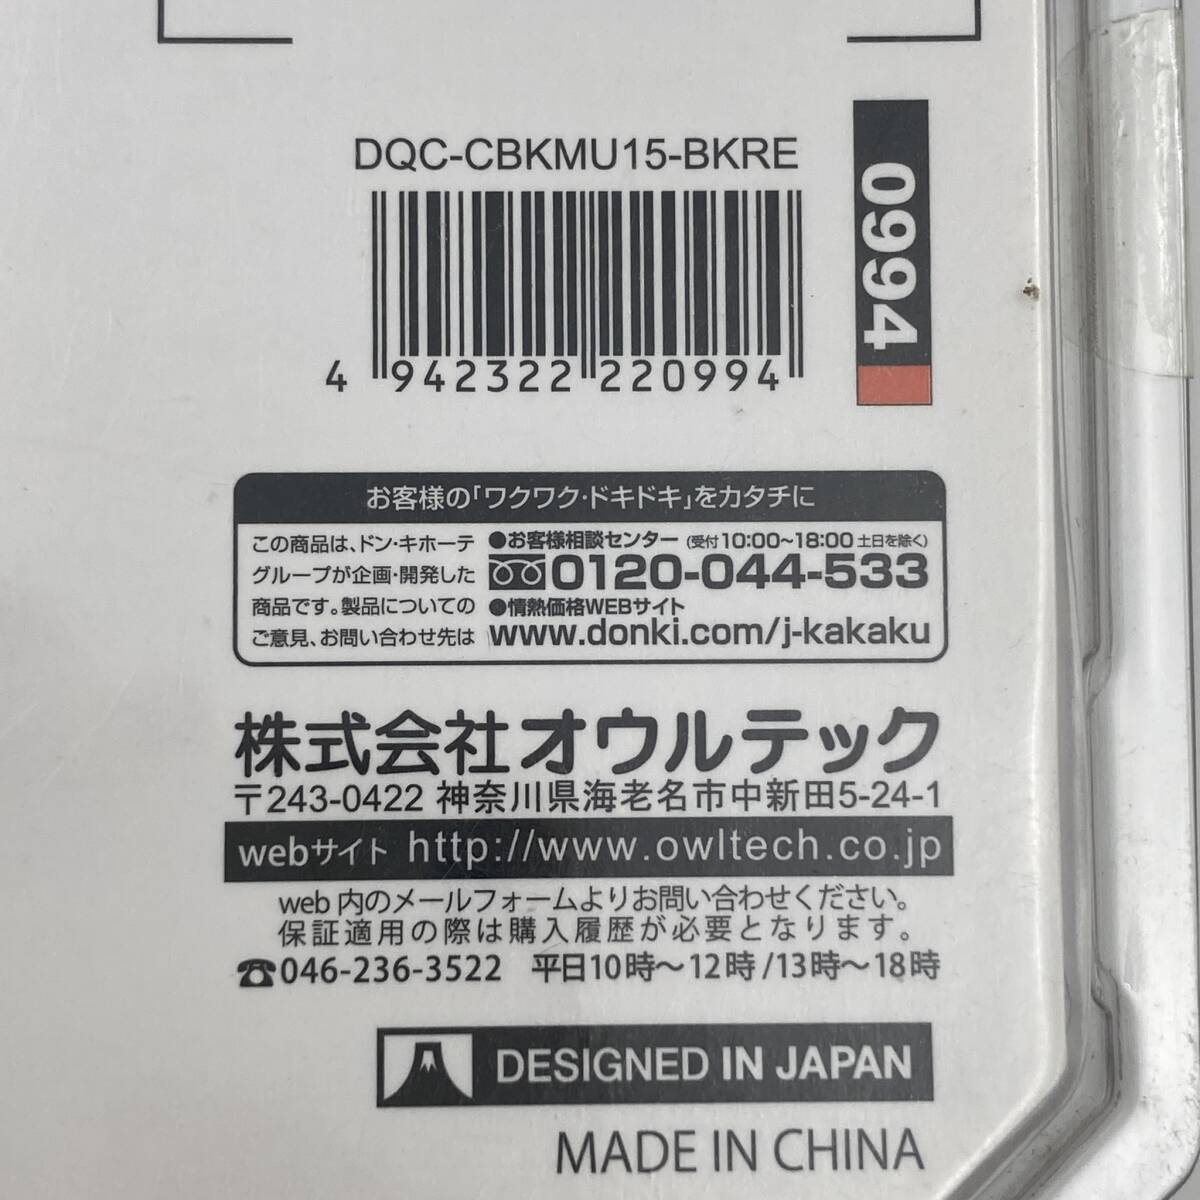 DQC-CBKMU15-BKRE
0994
4 942322 220994
お客様の「ワクワク・ドキドキ」をカタチに
この商品は、ドン・キホーテ
グループが企画・開発した
商品です。製品についての
ご意見、お問い合わせ先は
●お客様相談センター (受付10:00～18:00 土日を除く)
0120-044-533
●情熱価格WEBサイト
www.donki.com/j-kakaku
株式会社オウルテック
〒243-0422 神奈川県海老名市中新田5-24-1
webサイト http://www.owltech.co.jp
web 内のメールフォームよりお問い合わせください。
保証適用の際は購入履歴が必要となります。
☎046-236-3522 平日10時～12時/13時～18時
DESIGNED IN JAPAN
MADE IN CHINA